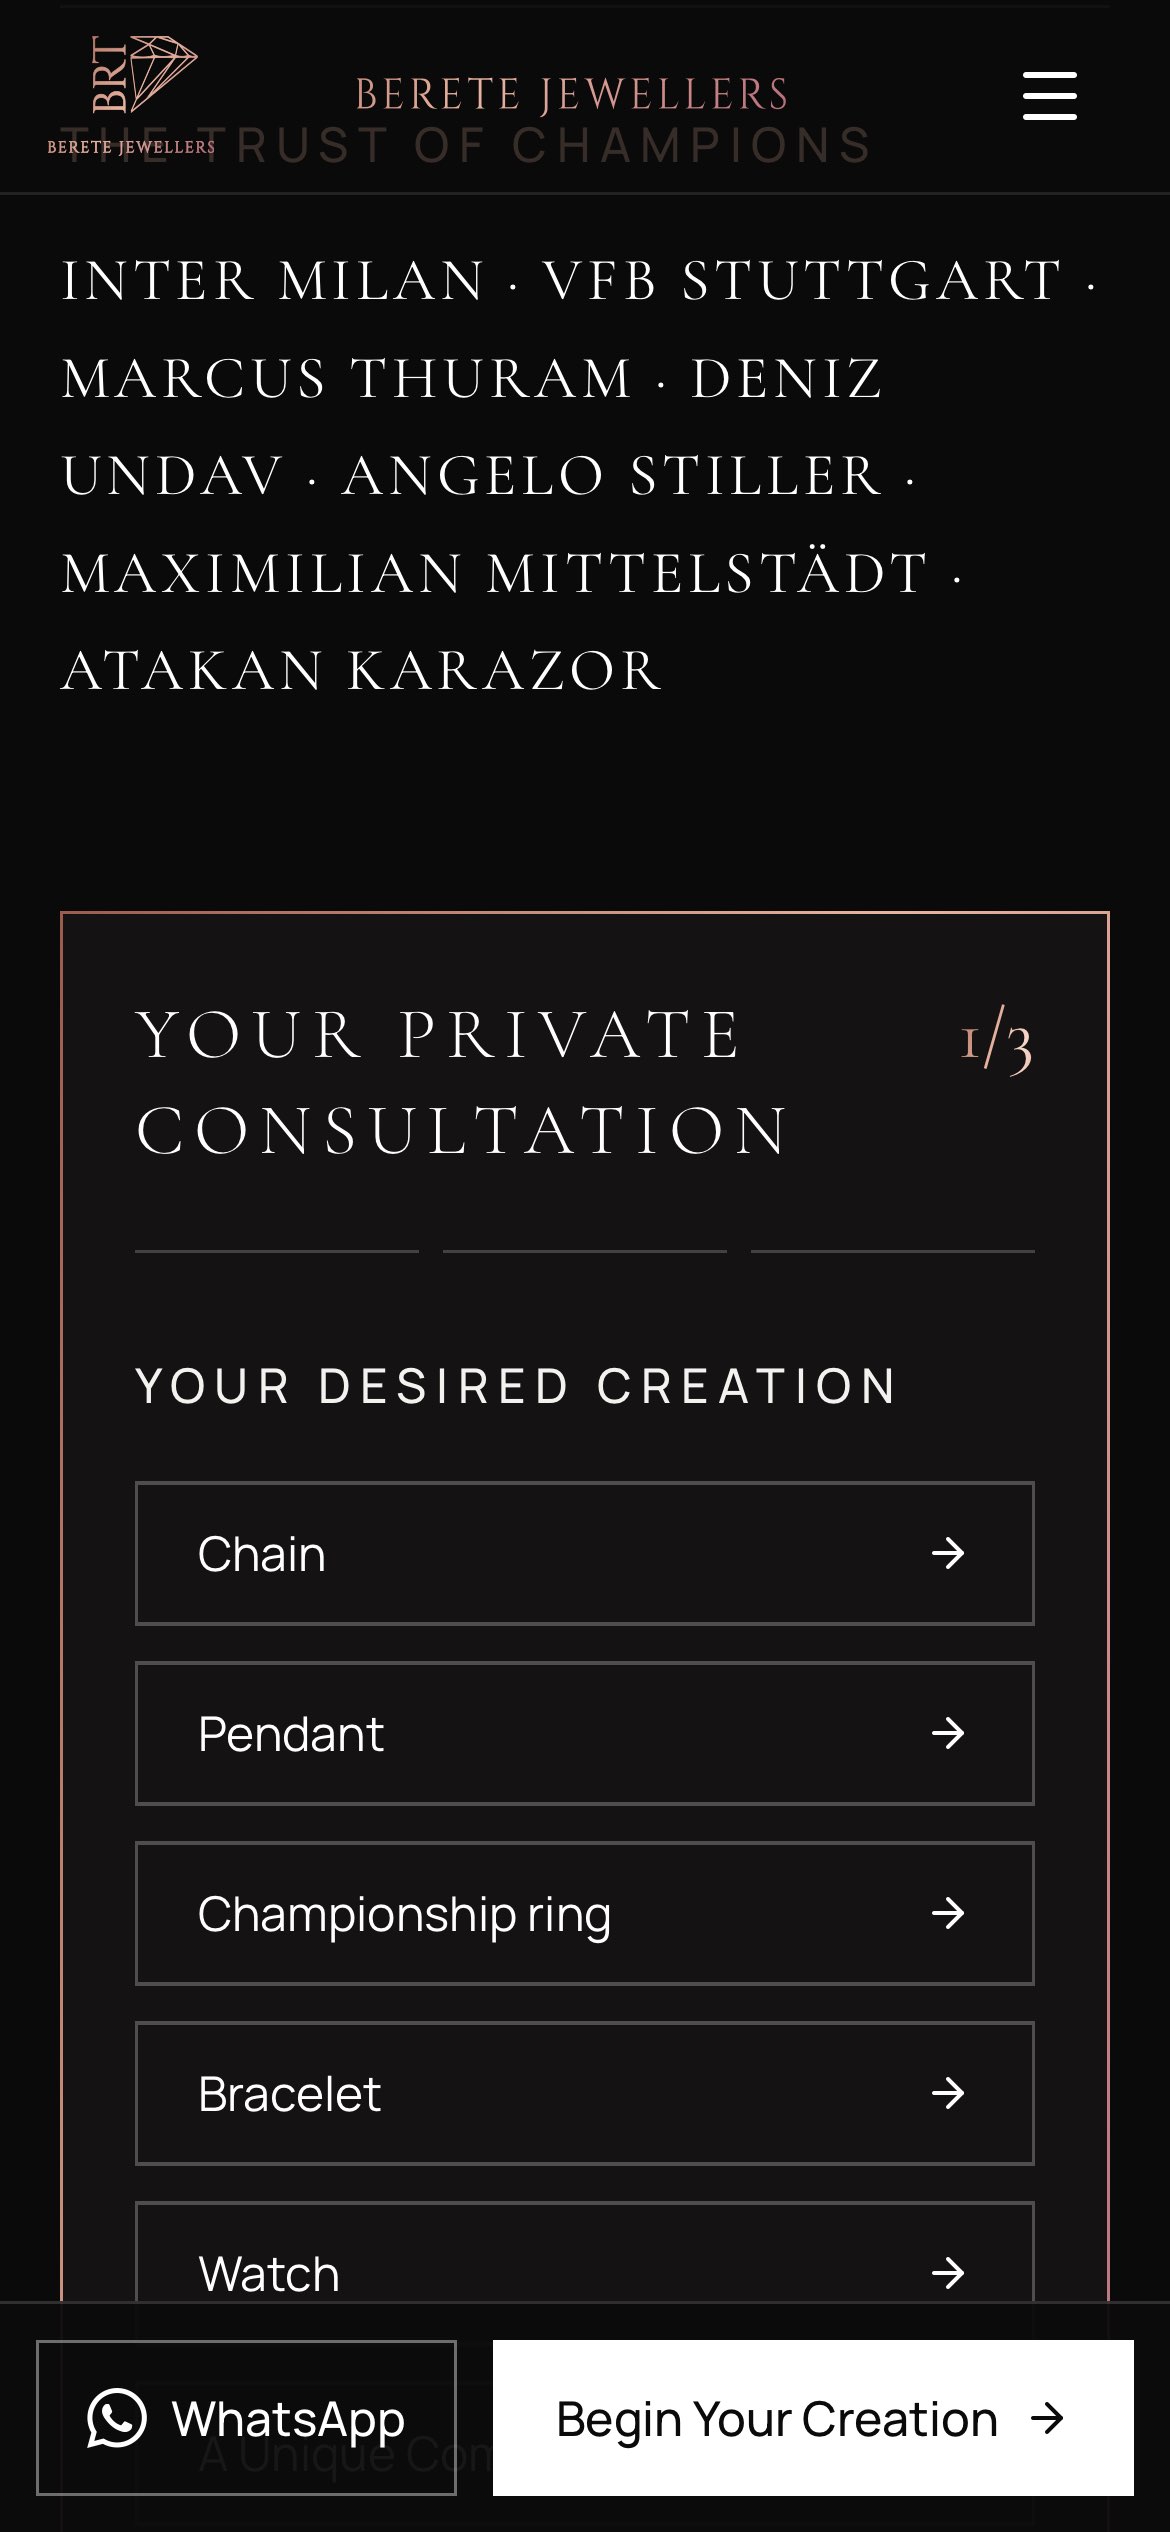 BRT
BERETE JEWELLERS
BERETE JEWELLERS
THE TRUST OF CHAMPIONS
INTER MILAN · VFB STUTTGART ·
MARCUS THURAM · DENIZ
UNDAV · ANGELO STILLER ·
MAXIMILIAN MITTELSTÄDT ·
ATAKAN KARAZOR
YOUR PRIVATE
CONSULTATION
1/3
YOUR DESIRED CREATION
Chain
Pendant
Championship ring
Bracelet
Watch
A Unique Com
WhatsApp
Begin Your Creation